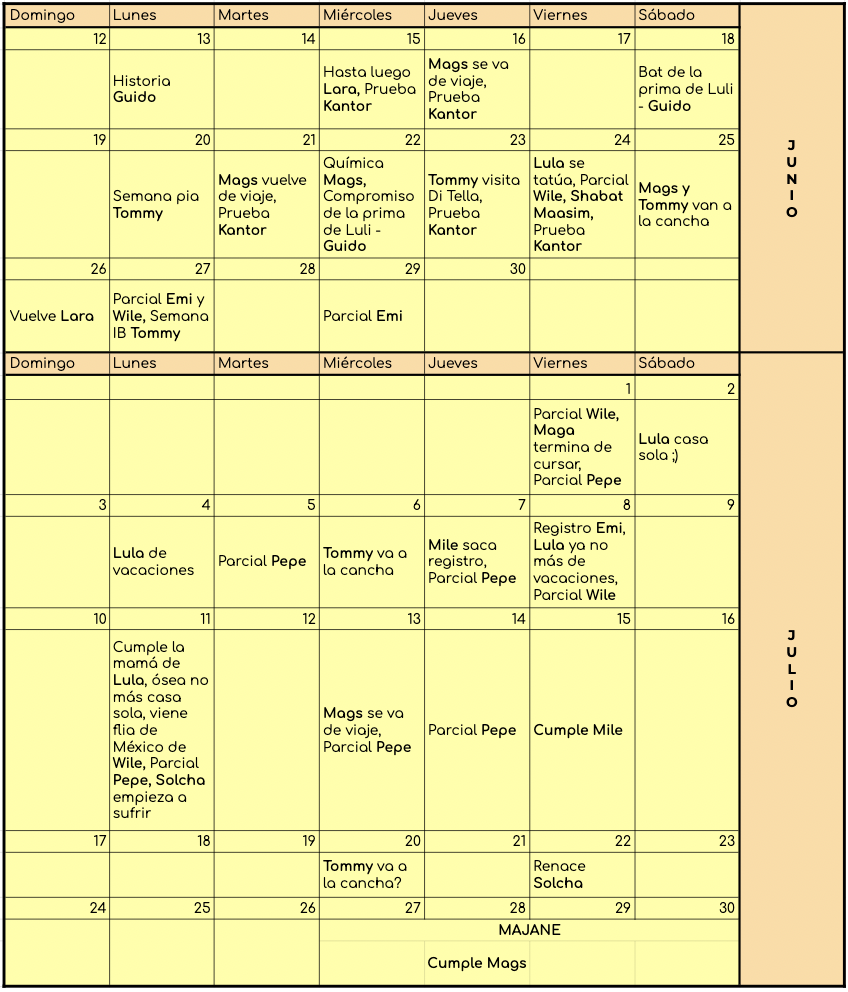 Domingo Lunes Martes Miércoles Jueves Viernes Sábado
12 13 14 15 16 17 18
Historia
Guido
Hasta luego
Lara, Prueba
Kantor
Mags se va
de viaje,
Prueba
Kantor
Bat de la
prima de Luli
- Guido
19 20 21 22 23 24 25
Semana pia
Tommy
Mags vuelve
de viaje,
Prueba
Kantor
Química
Mags,
Compromiso
de la prima
de Luli -
Guido
Tommy visita
Di Tella,
Prueba
Kantor
Lula se
tatúa, Parcial
Wile, Shabat
Maasim,
Prueba
Kantor
Mags y
Tommy van a
la cancha
26 27 28 29 30
Vuelve Lara
Parcial Emi y
Wile, Semana
IB Tommy
Parcial Emi
J
U
N
I
O
Domingo Lunes Martes Miércoles Jueves Viernes Sábado
1 2
Parcial Wile,
Maga
termina de
cursar,
Parcial Pepe
Lula casa
sola ;)
3 4 5 6 7 8 9
Lula de
vacaciones
Parcial Pepe
Tommy va a
la cancha
Mile saca
registro,
Parcial Pepe
Registro Emi,
Lula ya no
más de
vacaciones,
Parcial Wile
10 11 12 13 14 15 16
Cumple la
mamá de
Lula, ósea no
más casa
sola, viene
flia de
México de
Wile, Parcial
Pepe, Solcha
empieza a
sufrir
Mags se va
de viaje,
Parcial Pepe
Parcial Pepe
Cumple Mile
17 18 19 20 21 22 23
Tommy va a
la cancha?
Renace
Solcha
24 25 26 27 28 29 30
MAJANE
Cumple Mags
J
U
L
I
O